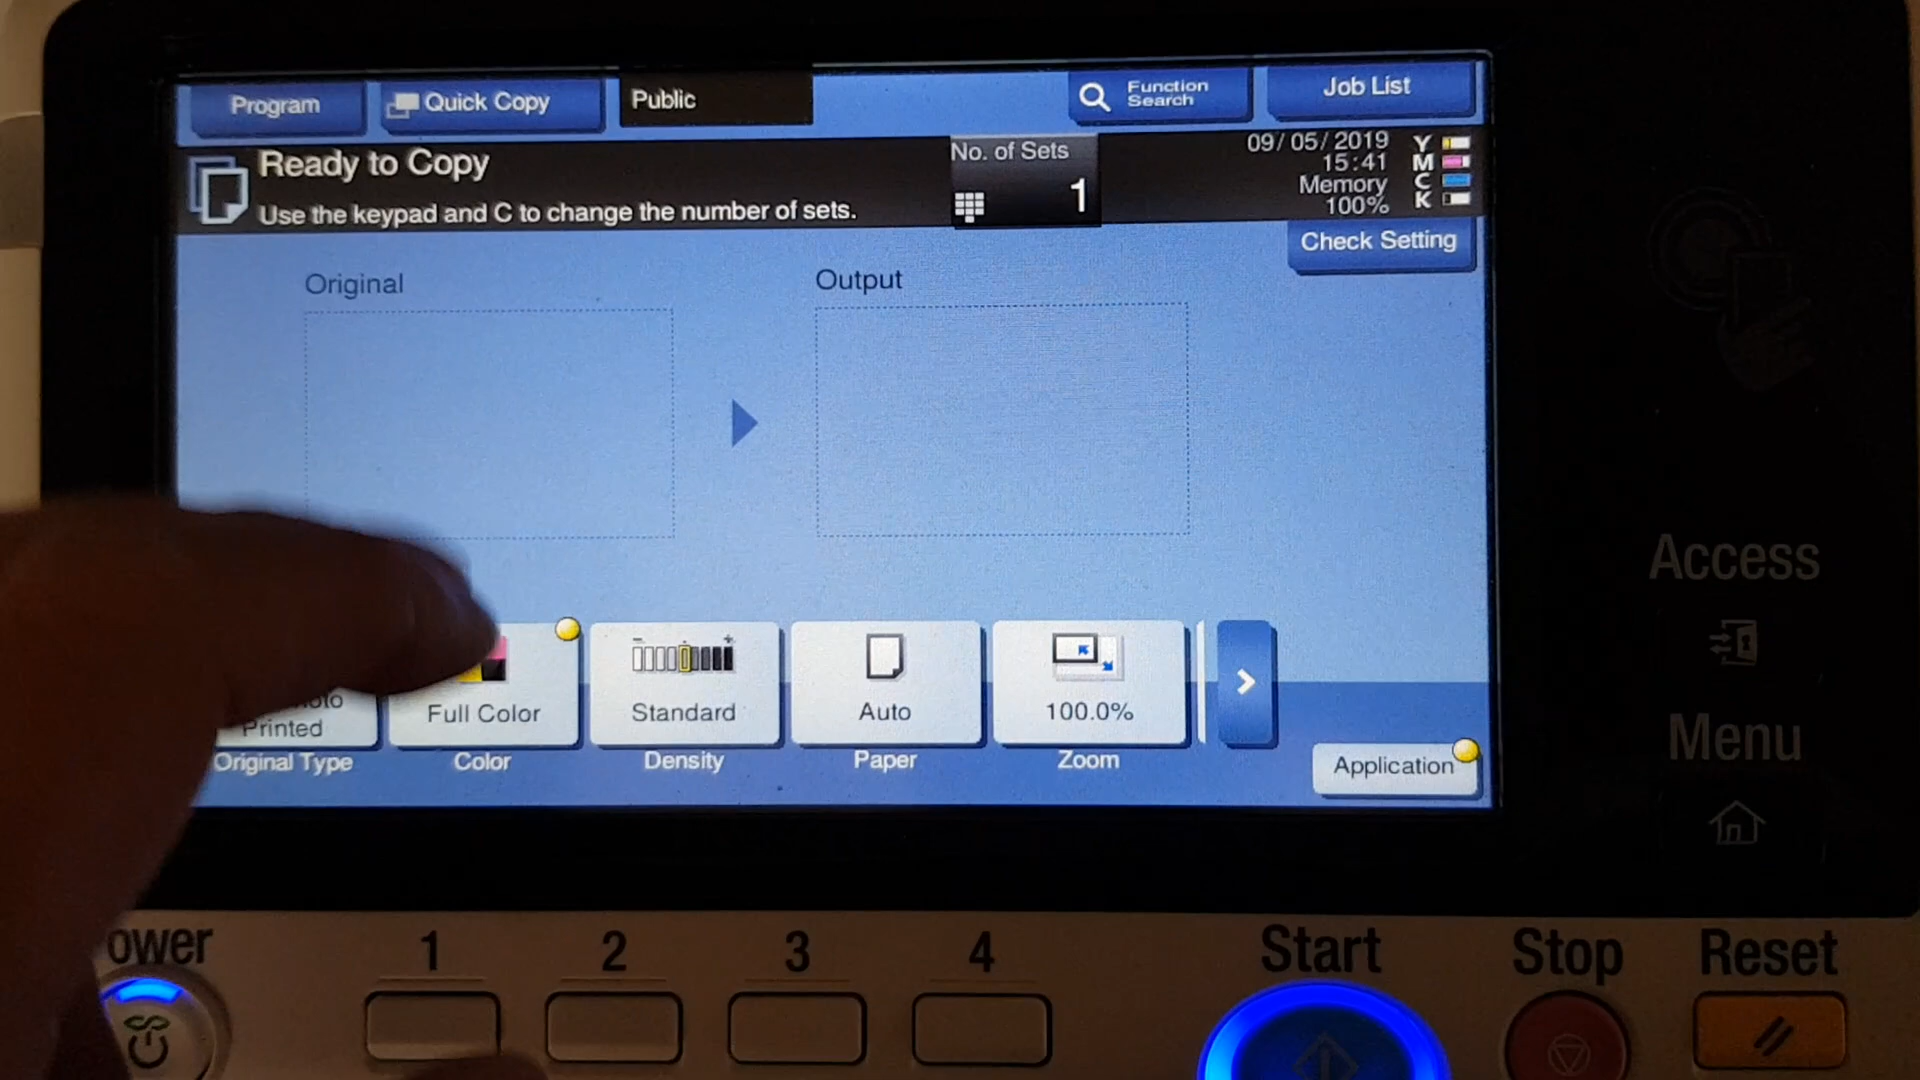 Program
Quick Copy
Public
Function
Search
Job List
Ready to Copy
Use the keypad and C to change the number of sets.
No. of Sets
1
09/05/2019
15:41
Memory
100%
Y
M
C
K
Check Setting
Original
Output
Printed
Full Color
Standard
Auto
100.0%
Original Type
Color
Density
Paper
Zoom
Application
Access
Menu
ower
1
2
3
4
Start
Stop
Reset